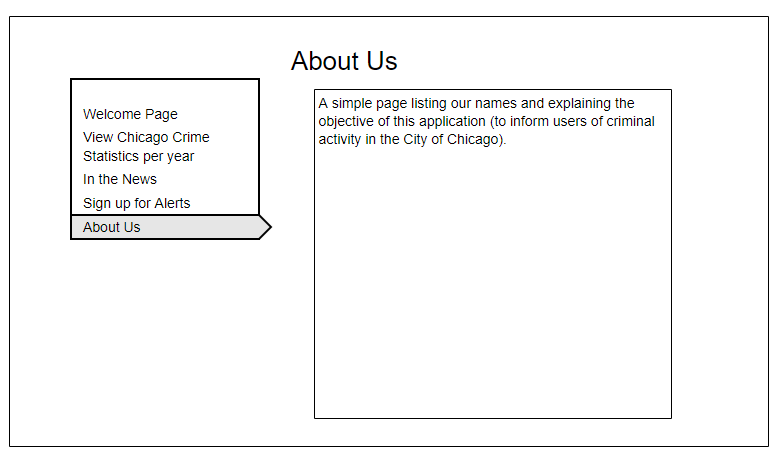 About Us
Welcome Page
View Chicago Crime
Statistics per year
In the News
Sign up for Alerts
About Us
A simple page listing our names and explaining the
objective of this application (to inform users of criminal
activity in the City of Chicago).